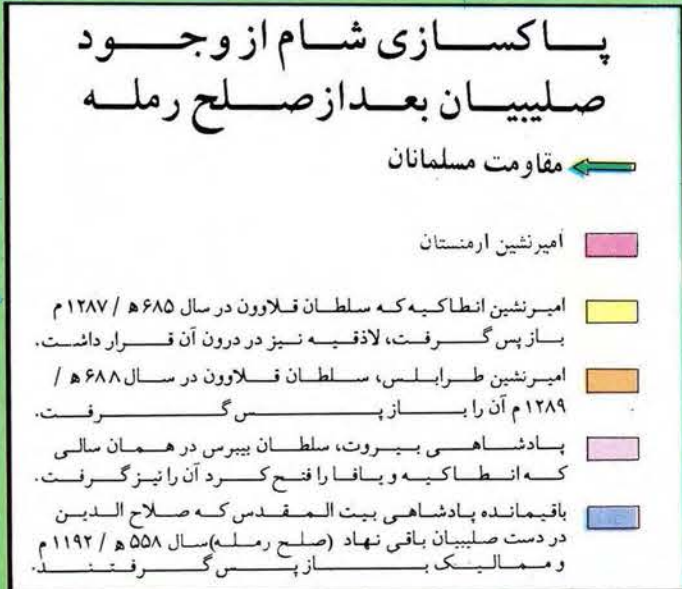 پاکسازی شام از وجود
صلیبیان بعد از صلح رمله
مقاومت مسلمانان
امیرنشین ارمنستان
امیرنشین انطاکیه که سلطان قلاوون در سال ۶۸۵ ه‍ / ۱۲۸۷ م
باز پس گرفت، لاذقیه نیز در درون آن قرار داشت.
امیرنشین طرابلس، سلطان قلاوون در سال ۶۸۸ ه‍ /
۱۲۸۹ م آن را باز پس گرفت.
پادشاهی بیروت، سلطان بیبرس در همان سالی
که انطاکیه و یافا را فتح کرد آن را نیز گرفت.
باقیمانده پادشاهی بیت المقدس که صلاح الدین
در دست صلیبیان باقی نهاد (صلح رمله)سال ۵۵۸ ه‍ / ۱۱۹۲ م
و ممالیک باز پس گرفتند.